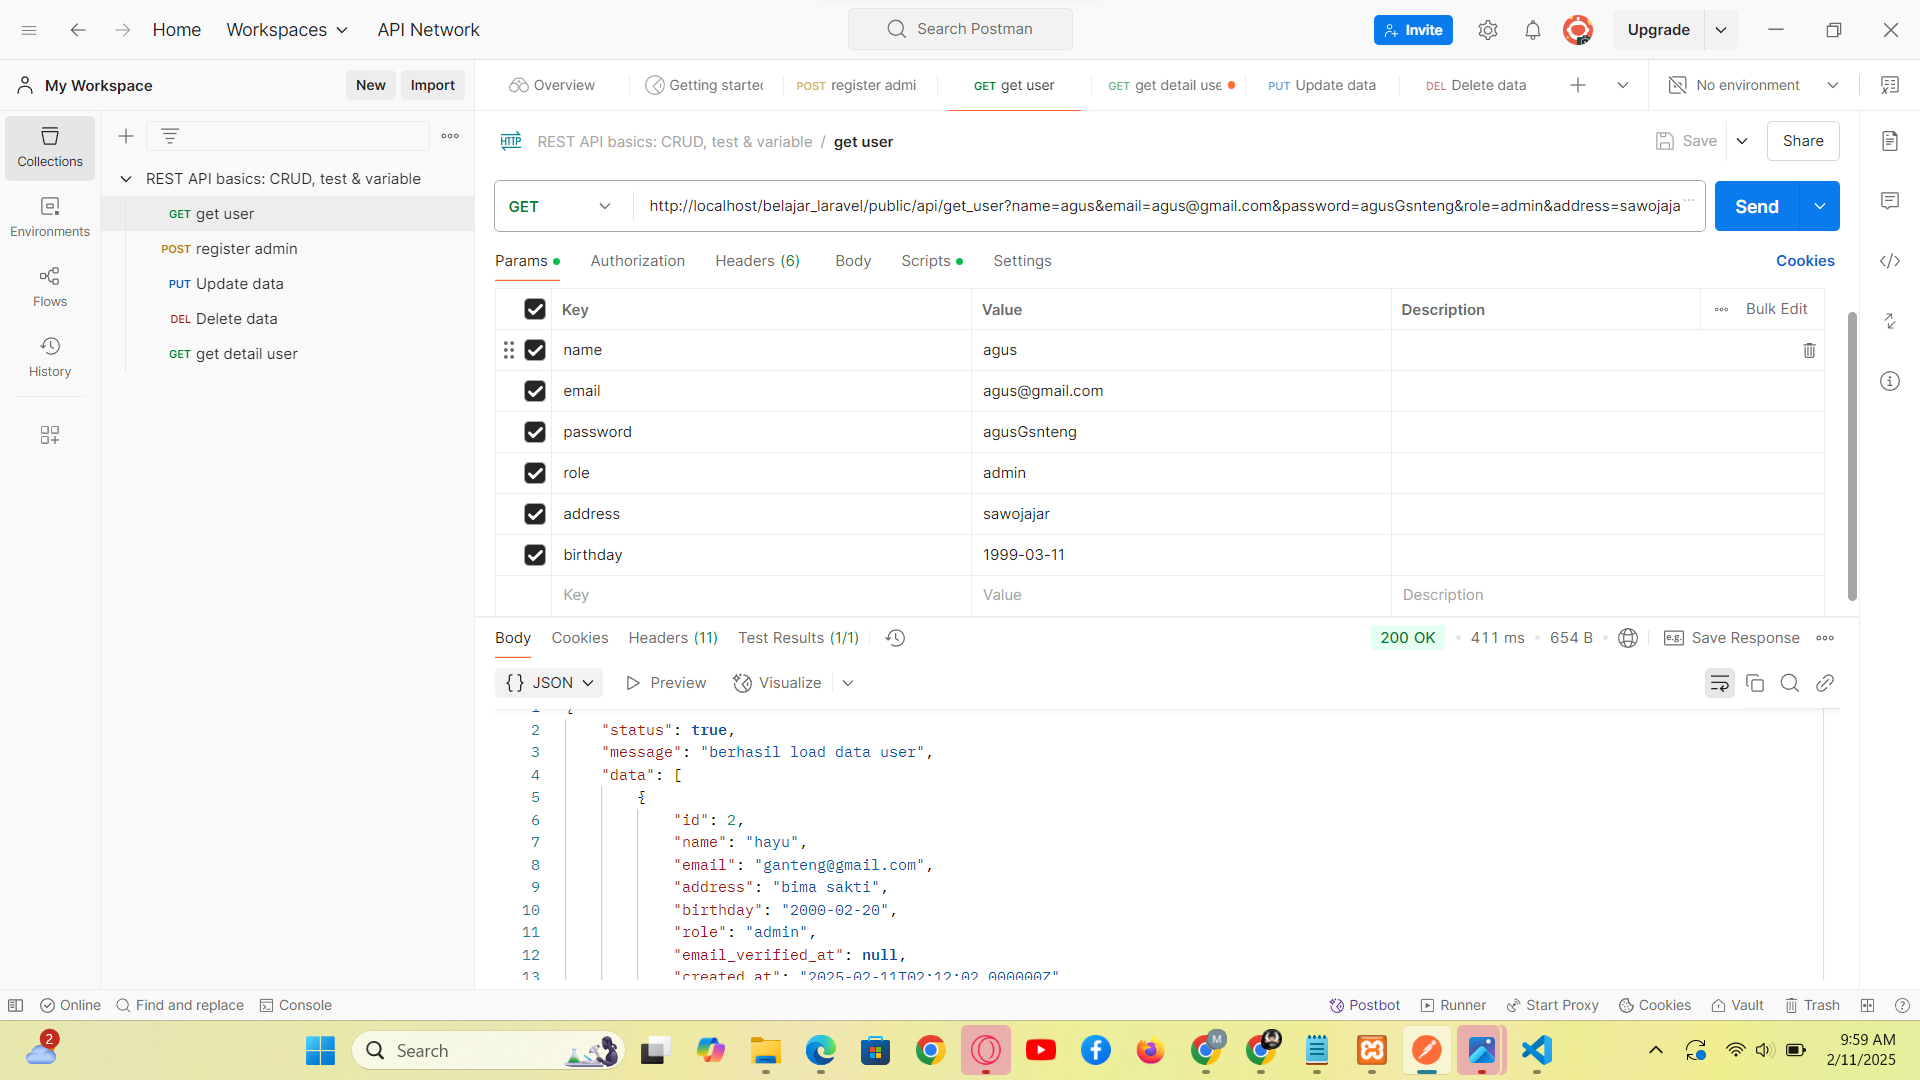 Home Workspaces API Network Search Postman Invite Upgrade
My Workspace New Import
Overview Getting started POST register admi GET get user GET get detail use PUT Update data DEL Delete data No environment
Collections
Environments
Flows
History
REST API basics: CRUD, test & variable
GET get user
POST register admin
PUT Update data
DEL Delete data
GET get detail user
HTTP REST API basics: CRUD, test & variable / get user Save Share
GET http://localhost/belajar_laravel/public/api/get_user?name=agus&email=agus@gmail.com&password=agusGsnteng&role=admin&address=sawojaja... Send
Params Authorization Headers (6) Body Scripts Settings Cookies
Key Value Description Bulk Edit
name agus
email agus@gmail.com
password agusGsnteng
role admin
address sawojajar
birthday 1999-03-11
Key Value Description
Body Cookies Headers (11) Test Results (1/1) 200 OK 411 ms 654 B e.g. Save Response
{} JSON Preview Visualize
1 {
2 "status": true,
3 "message": "berhasil load data user",
4 "data": [
5 {
6 "id": 2,
7 "name": "hayu",
8 "email": "ganteng@gmail.com",
9 "address": "bima sakti",
10 "birthday": "2000-02-20",
11 "role": "admin",
12 "email_verified_at": null,
13 "created_at": "2025-02-11T02:12:02.000000Z"
Online Find and replace Console Postbot Runner Start Proxy Cookies Vault Trash
2 Search M 9:59 AM
2/11/2025